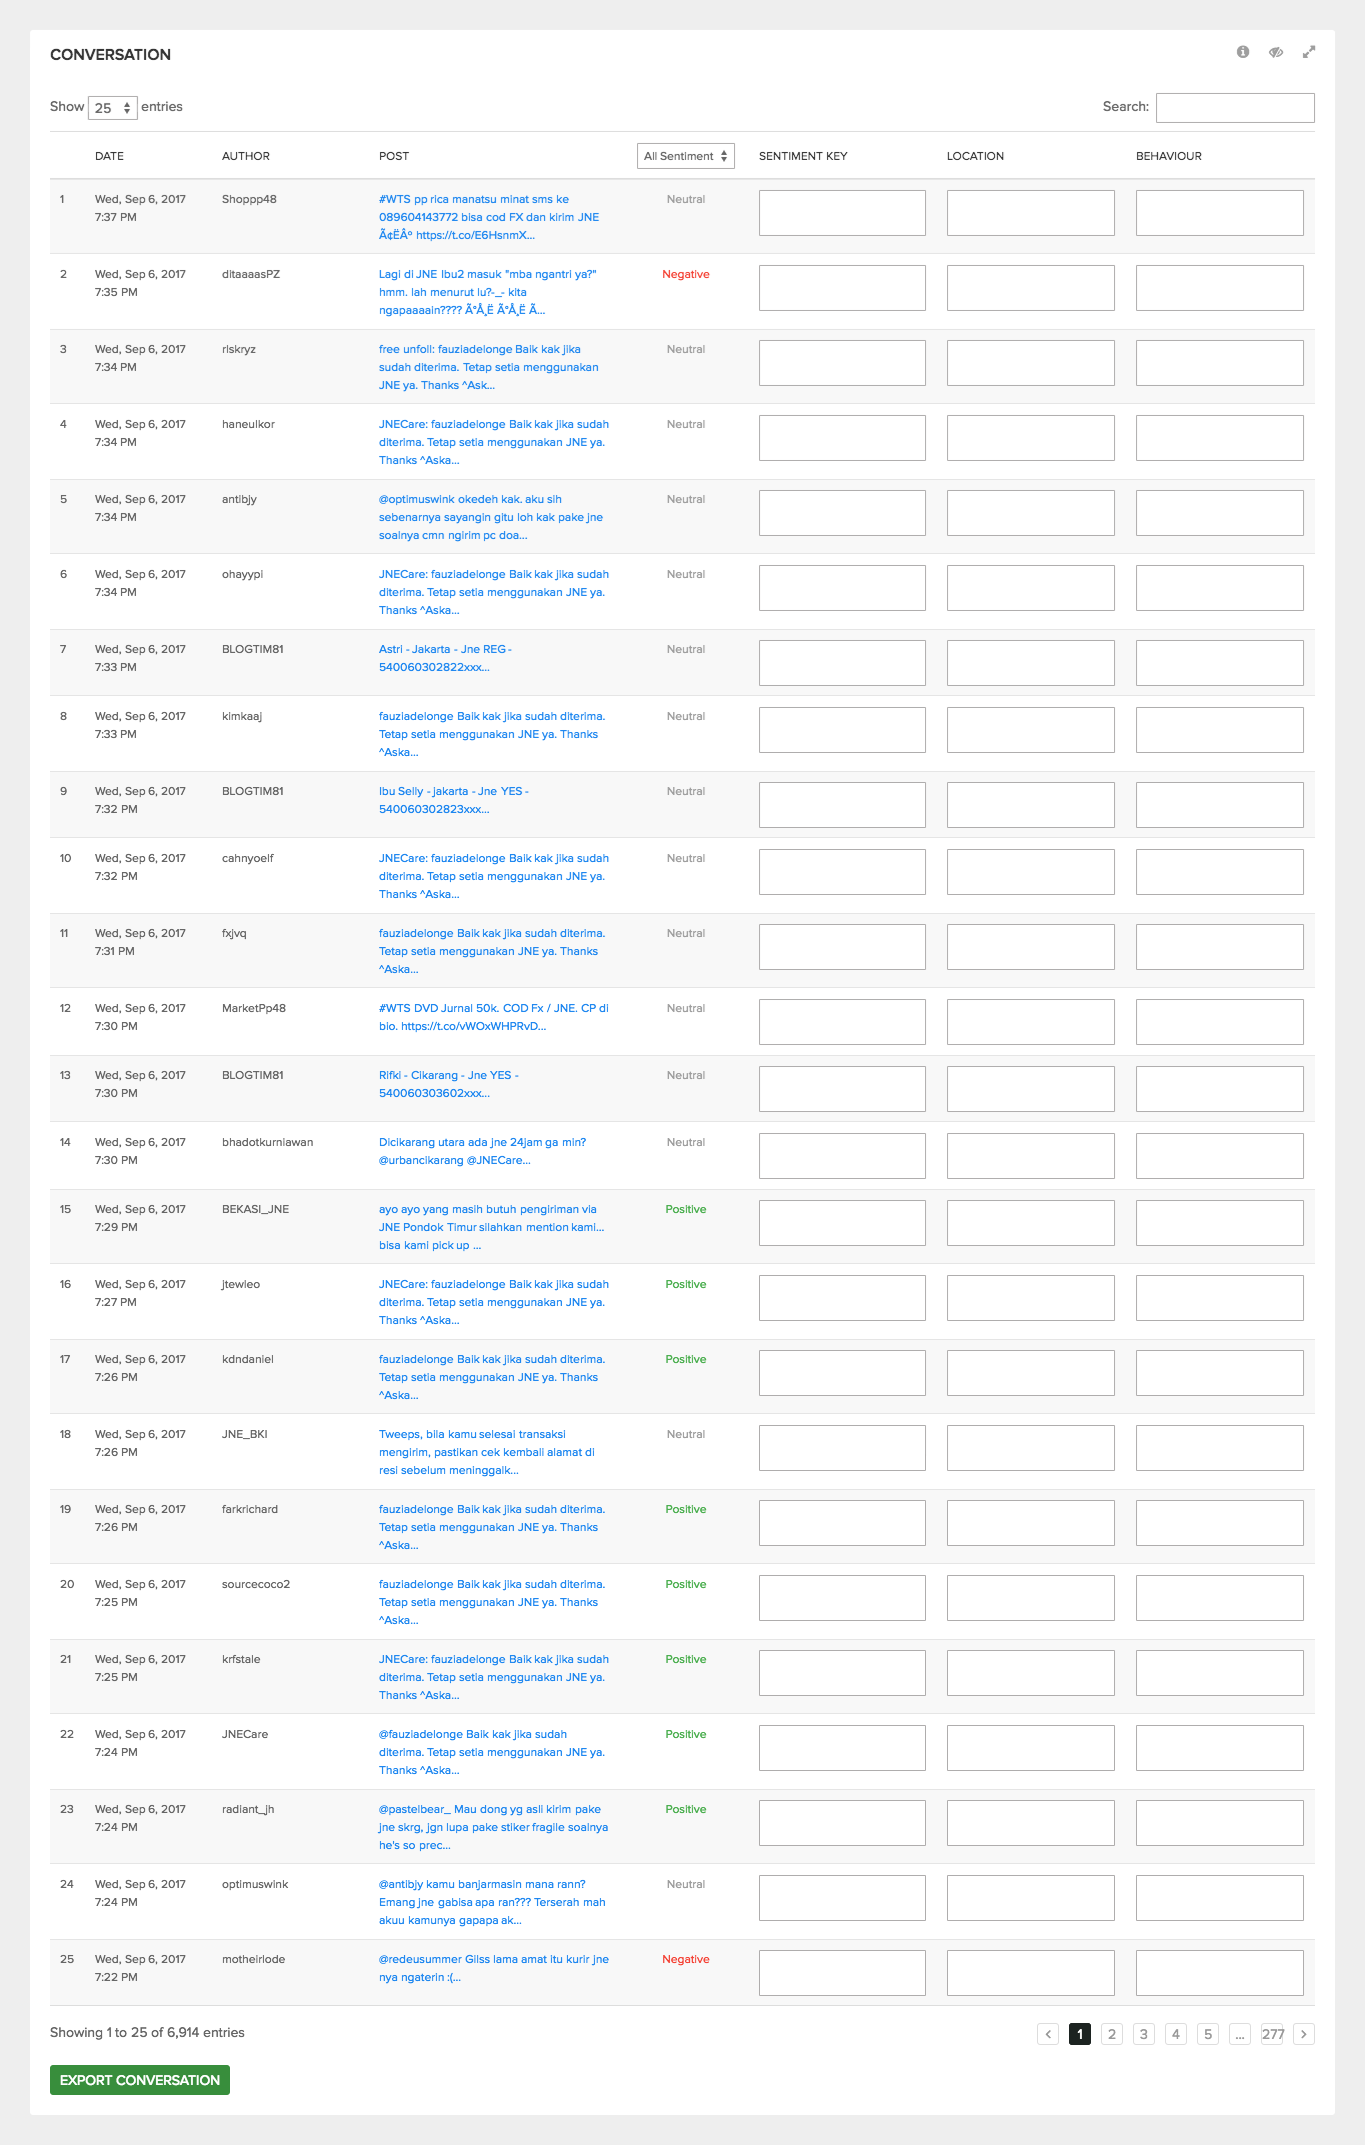 CONVERSATION
Show 25 entries
Search:
DATE AUTHOR POST All Sentiment SENTIMENT KEY LOCATION BEHAVIOUR
1 Wed, Sep 6, 2017 Shoppp48 #WTS pp rica manatsu minat sms ke Neutral
7:37 PM 089604143772 bisa cod FX dan kirim JNE
Ã¢ËÂº https://t.co/E6HsnmX...
2 Wed, Sep 6, 2017 ditaaaasPZ Lagi di JNE Ibu2 masuk "mba ngantri ya?" Negative
7:35 PM hmm. lah menurut lu?-_- kita
ngapaaaain???? Ã°Å¸Ë Ã°Å¸Ë Ã...
3 Wed, Sep 6, 2017 riskryz free unfoll: fauziadelonge Baik kak jika Neutral
7:34 PM sudah diterima. Tetap setia menggunakan
JNE ya. Thanks ^Ask...
4 Wed, Sep 6, 2017 haneulkor JNECare: fauziadelonge Baik kak jika sudah Neutral
7:34 PM diterima. Tetap setia menggunakan JNE ya.
Thanks ^Aska...
5 Wed, Sep 6, 2017 antibjy @optimuswink okedeh kak. aku sih Neutral
7:34 PM sebenarnya sayangin gitu loh kak pake jne
soalnya cmn ngirim pc doa...
6 Wed, Sep 6, 2017 ohayypi JNECare: fauziadelonge Baik kak jika sudah Neutral
7:34 PM diterima. Tetap setia menggunakan JNE ya.
Thanks ^Aska...
7 Wed, Sep 6, 2017 BLOGTIM81 Astri - Jakarta - Jne REG - Neutral
7:33 PM 540060302822xxx...
8 Wed, Sep 6, 2017 kimkaaj fauziadelonge Baik kak jika sudah diterima. Neutral
7:33 PM Tetap setia menggunakan JNE ya. Thanks
^Aska...
9 Wed, Sep 6, 2017 BLOGTIM81 Ibu Selly - jakarta - Jne YES - Neutral
7:32 PM 540060302823xxx...
10 Wed, Sep 6, 2017 cahnyoelf JNECare: fauziadelonge Baik kak jika sudah Neutral
7:32 PM diterima. Tetap setia menggunakan JNE ya.
Thanks ^Aska...
11 Wed, Sep 6, 2017 fxjvq fauziadelonge Baik kak jika sudah diterima. Neutral
7:31 PM Tetap setia menggunakan JNE ya. Thanks
^Aska...
12 Wed, Sep 6, 2017 MarketPp48 #WTS DVD Jurnal 50k. COD Fx / JNE. CP di Neutral
7:30 PM bio. https://t.co/vWOxWHPRvD...
13 Wed, Sep 6, 2017 BLOGTIM81 Rifki - Cikarang - Jne YES - Neutral
7:30 PM 540060303602xxx...
14 Wed, Sep 6, 2017 bhadotkurniawan Dicikarang utara ada jne 24jam ga min? Neutral
7:30 PM @urbancikarang @JNECare...
15 Wed, Sep 6, 2017 BEKASI_JNE ayo ayo yang masih butuh pengiriman via Positive
7:29 PM JNE Pondok Timur silahkan mention kami...
bisa kami pick up ...
16 Wed, Sep 6, 2017 jtewieo JNECare: fauziadelonge Baik kak jika sudah Positive
7:27 PM diterima. Tetap setia menggunakan JNE ya.
Thanks ^Aska...
17 Wed, Sep 6, 2017 kdndaniel fauziadelonge Baik kak jika sudah diterima. Positive
7:26 PM Tetap setia menggunakan JNE ya. Thanks
^Aska...
18 Wed, Sep 6, 2017 JNE_BKI Tweeps, bila kamu selesai transaksi Neutral
7:26 PM mengirim, pastikan cek kembali alamat di
resi sebelum meninggalk...
19 Wed, Sep 6, 2017 farkrichard fauziadelonge Baik kak jika sudah diterima. Positive
7:26 PM Tetap setia menggunakan JNE ya. Thanks
^Aska...
20 Wed, Sep 6, 2017 sourcecoco2 fauziadelonge Baik kak jika sudah diterima. Positive
7:25 PM Tetap setia menggunakan JNE ya. Thanks
^Aska...
21 Wed, Sep 6, 2017 krfstale JNECare: fauziadelonge Baik kak jika sudah Positive
7:25 PM diterima. Tetap setia menggunakan JNE ya.
Thanks ^Aska...
22 Wed, Sep 6, 2017 JNECare @fauziadelonge Baik kak jika sudah Positive
7:24 PM diterima. Tetap setia menggunakan JNE ya.
Thanks ^Aska...
23 Wed, Sep 6, 2017 radiant_jh @pastelbear_ Mau dong yg asli kirim pake Positive
7:24 PM jne skrg, jgn lupa pake stiker fragile soalnya
he's so prec...
24 Wed, Sep 6, 2017 optimuswink @antibjy kamu banjarmasin mana rann? Neutral
7:24 PM Emang jne gabisa apa ran??? Terserah mah
akuu kamunya gapapa ak...
25 Wed, Sep 6, 2017 motheirlode @redeusummer Gilss lama amat itu kurir jne Negative
7:22 PM nya ngaterin :(...
Showing 1 to 25 of 6,914 entries
< 1 2 3 4 5 ... 277 >
EXPORT CONVERSATION